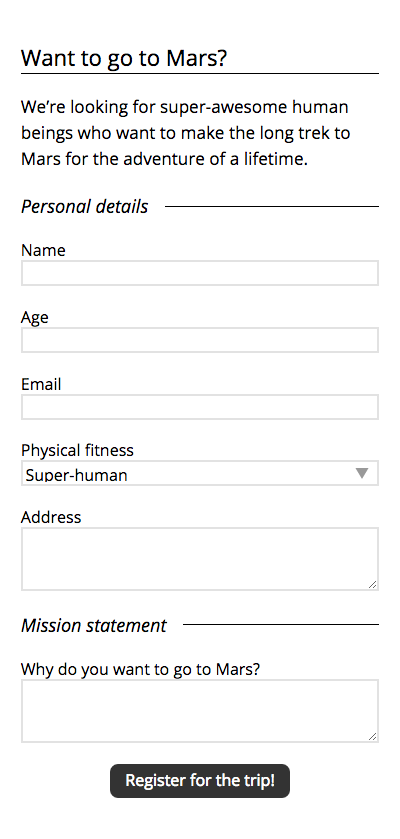 Want to go to Mars?
We’re looking for super-awesome human
beings who want to make the long trek to
Mars for the adventure of a lifetime.
Personal details
Name
Age
Email
Physical fitness
Super-human
Address
Mission statement
Why do you want to go to Mars?
Register for the trip!